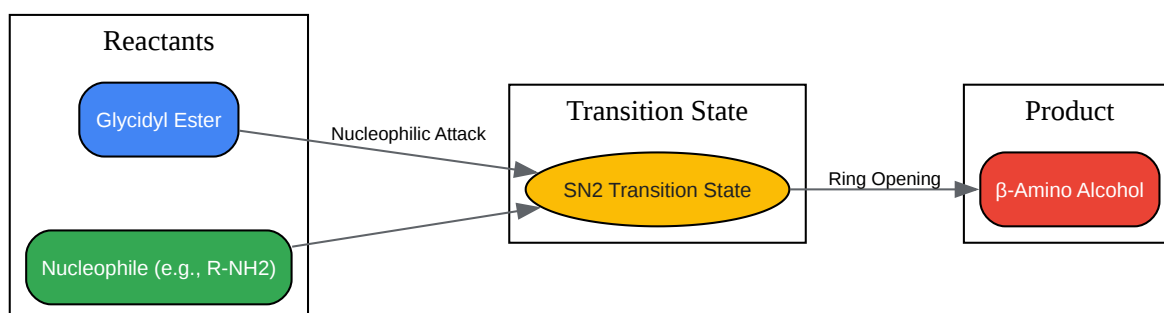 Reactants
Glycidyl Ester
Nucleophile (e.g., R-NH2)
Nucleophilic Attack
Transition State
SN2 Transition State
Ring Opening
Product
β-Amino Alcohol